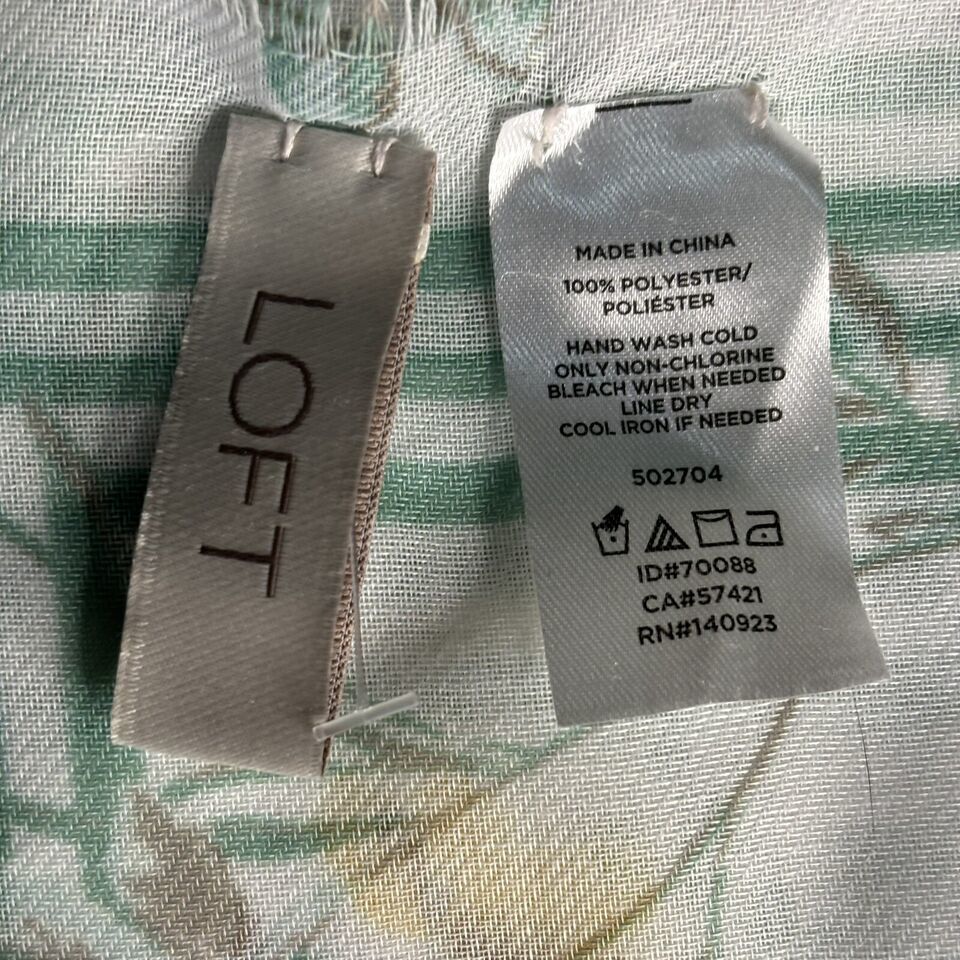 LOFT
MADE IN CHINA
100% POLYESTER/
POLIÉSTER
HAND WASH COLD
ONLY NON-CHLORINE
BLEACH WHEN NEEDED
LINE DRY
COOL IRON IF NEEDED
502704
ID#70088
CA#57421
RN#140923